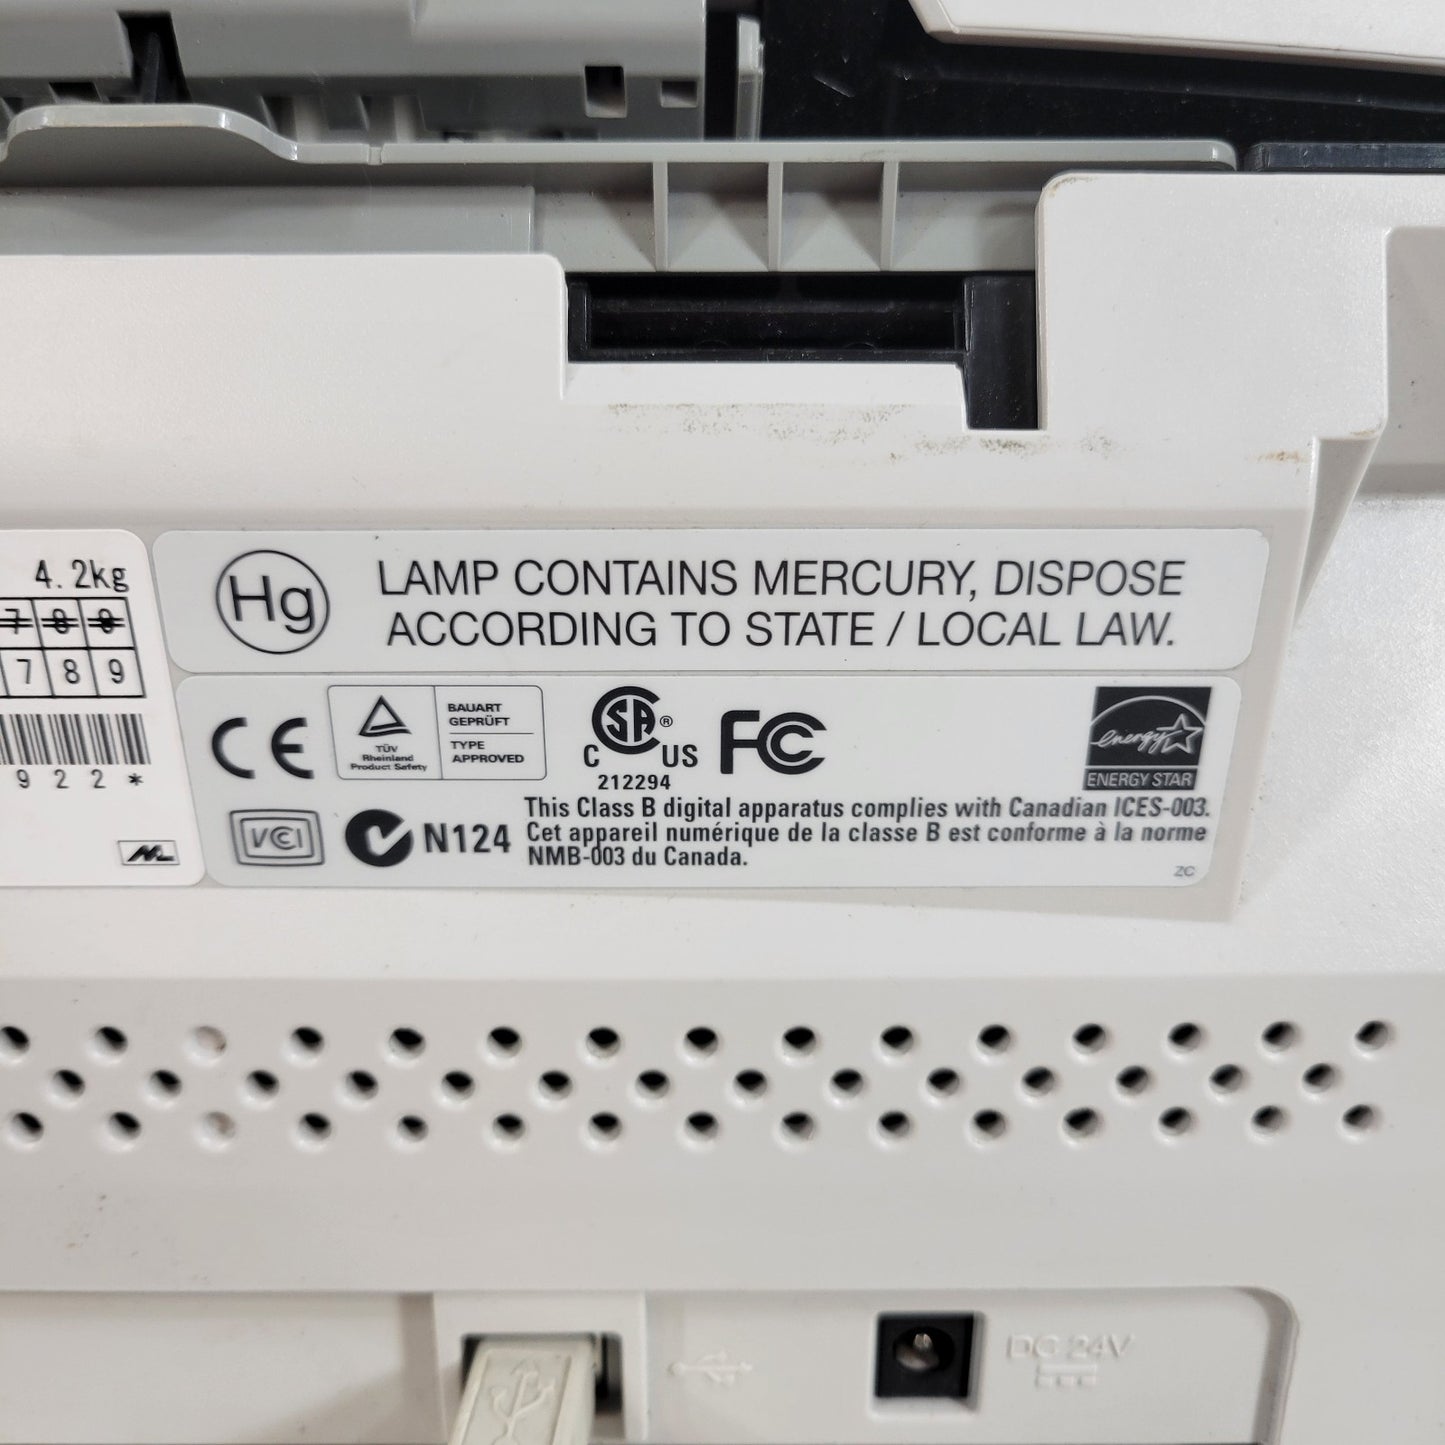 4.2kg
7 8 9
7 8 9
9 2 2 *
Hg
LAMP CONTAINS MERCURY, DISPOSE
ACCORDING TO STATE / LOCAL LAW.
CE
TÜV
Rheinland
Product Safety
BAUART
GEPRÜFT
TYPE
APPROVED
C SA ® US
212294
FC
energy
ENERGY STAR
VCI
N124
This Class B digital apparatus complies with Canadian ICES-003.
Cet appareil numérique de la classe B est conforme à la norme
NMB-003 du Canada.
ZC
DC 24V